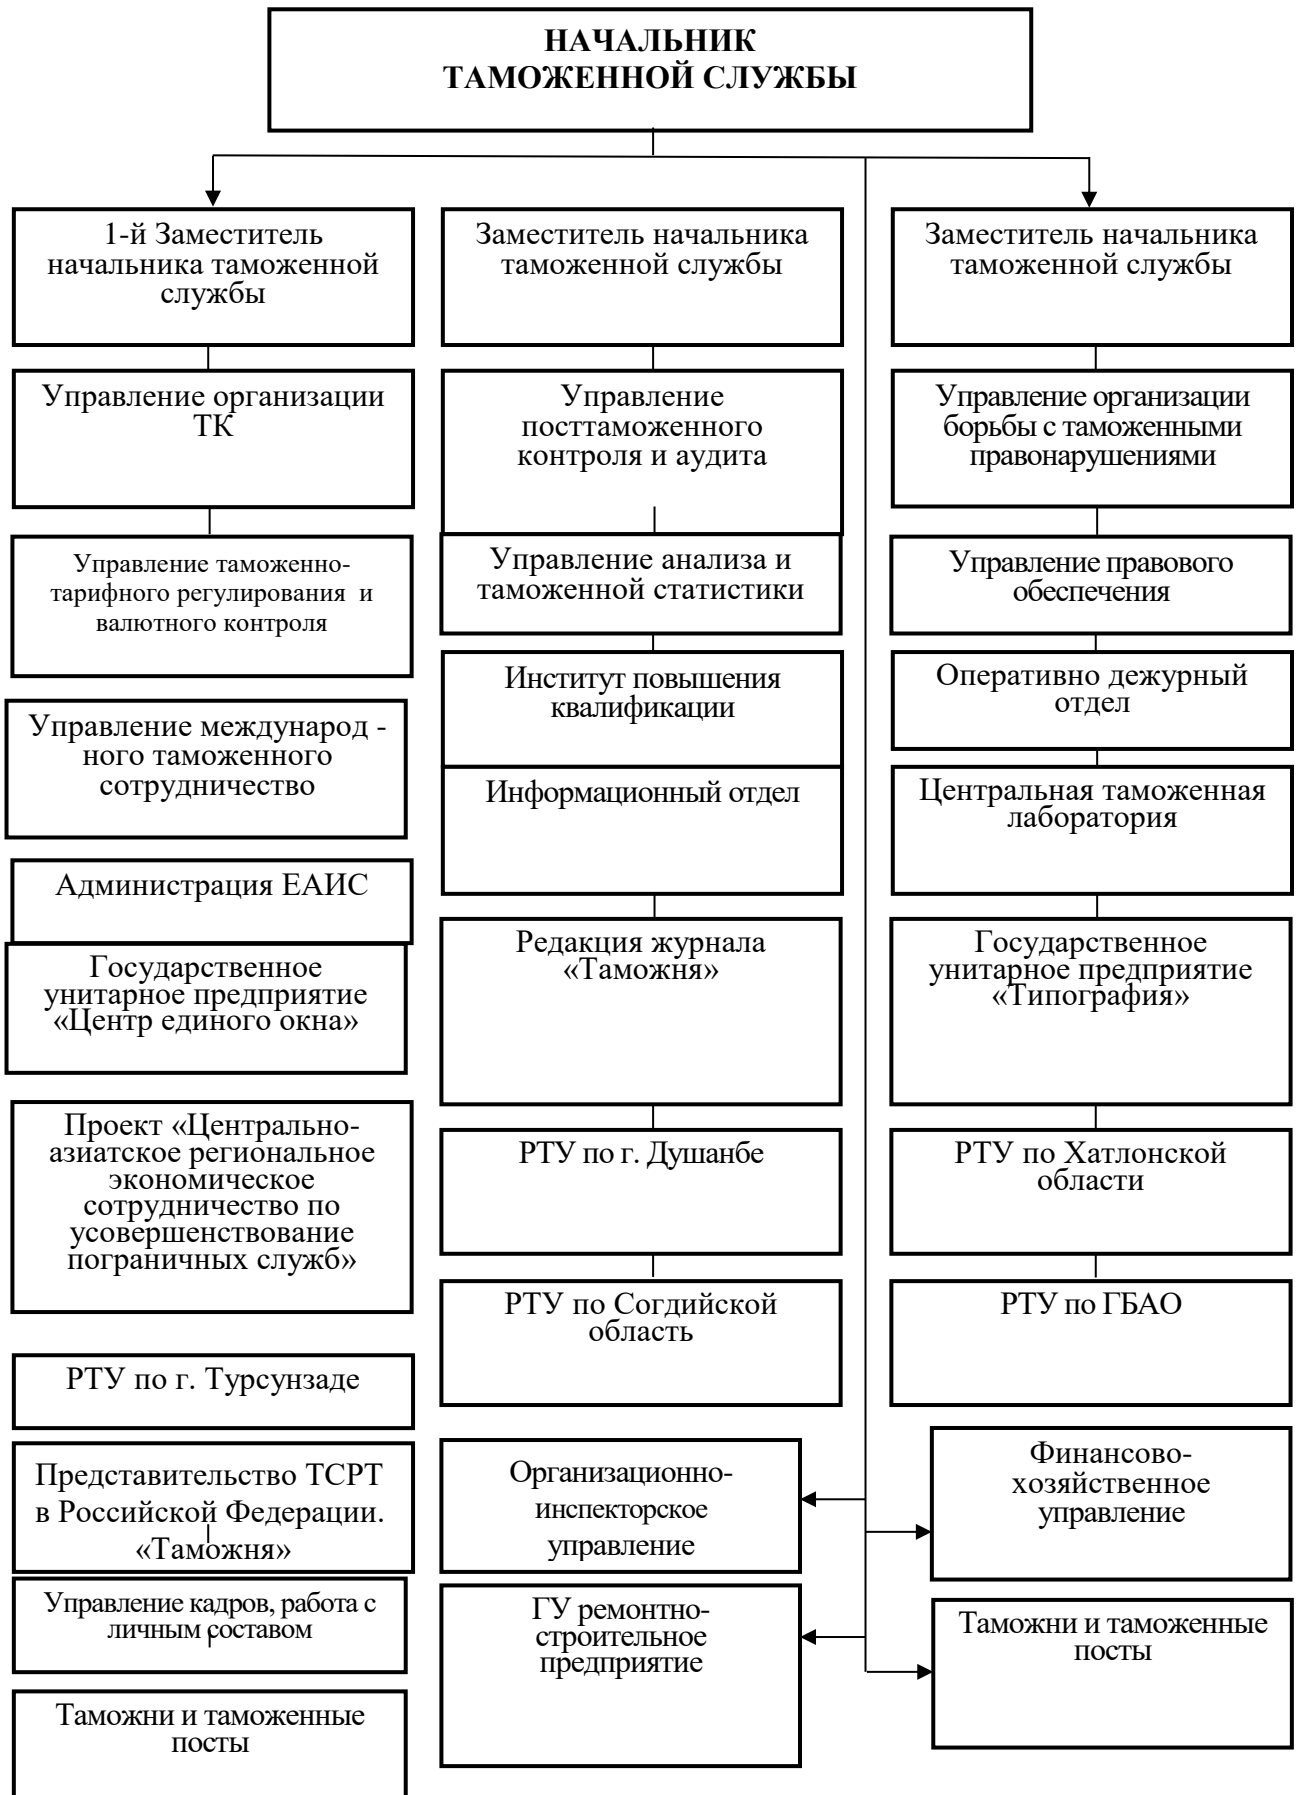 НАЧАЛЬНИК
ТАМОЖЕННОЙ СЛУЖБЫ
1-й Заместитель
начальника таможенной
службы
Управление организации
ТК
Управление таможенно-
тарифного регулирования и
валютного контроля
Управление международ -
ного таможенного
сотрудничество
Администрация ЕАИС
Государственное
унитарное предприятие
«Центр единого окна»
Проект «Центрально-
азиатское региональное
экономическое
сотрудничество по
усовершенствование
пограничных служб»
РТУ по г. Турсунзаде
Представительство ТСРТ
в Российской Федерации.
«Таможня»
Управление кадров, работа с
личным составом
Таможни и таможенные
посты
Заместитель начальника
таможенной службы
Управление
посттаможенного
контроля и аудита
Управление анализа и
таможенной статистики
Институт повышения
квалификации
Информационный отдел
Редакция журнала
«Таможня»
РТУ по г. Душанбе
РТУ по Согдийской
область
Организационно-
инспекторское
управление
ГУ ремонтно-
строительное
предприятие
Заместитель начальника
таможенной службы
Управление организации
борьбы с таможенными
правонарушениями
Управление правового
обеспечения
Оперативно дежурный
отдел
Центральная таможенная
лаборатория
Государственное
унитарное предприятие
«Типография»
РТУ по Хатлонской
области
РТУ по ГБАО
Финансово-
хозяйственное
управление
Таможни и таможенные
посты